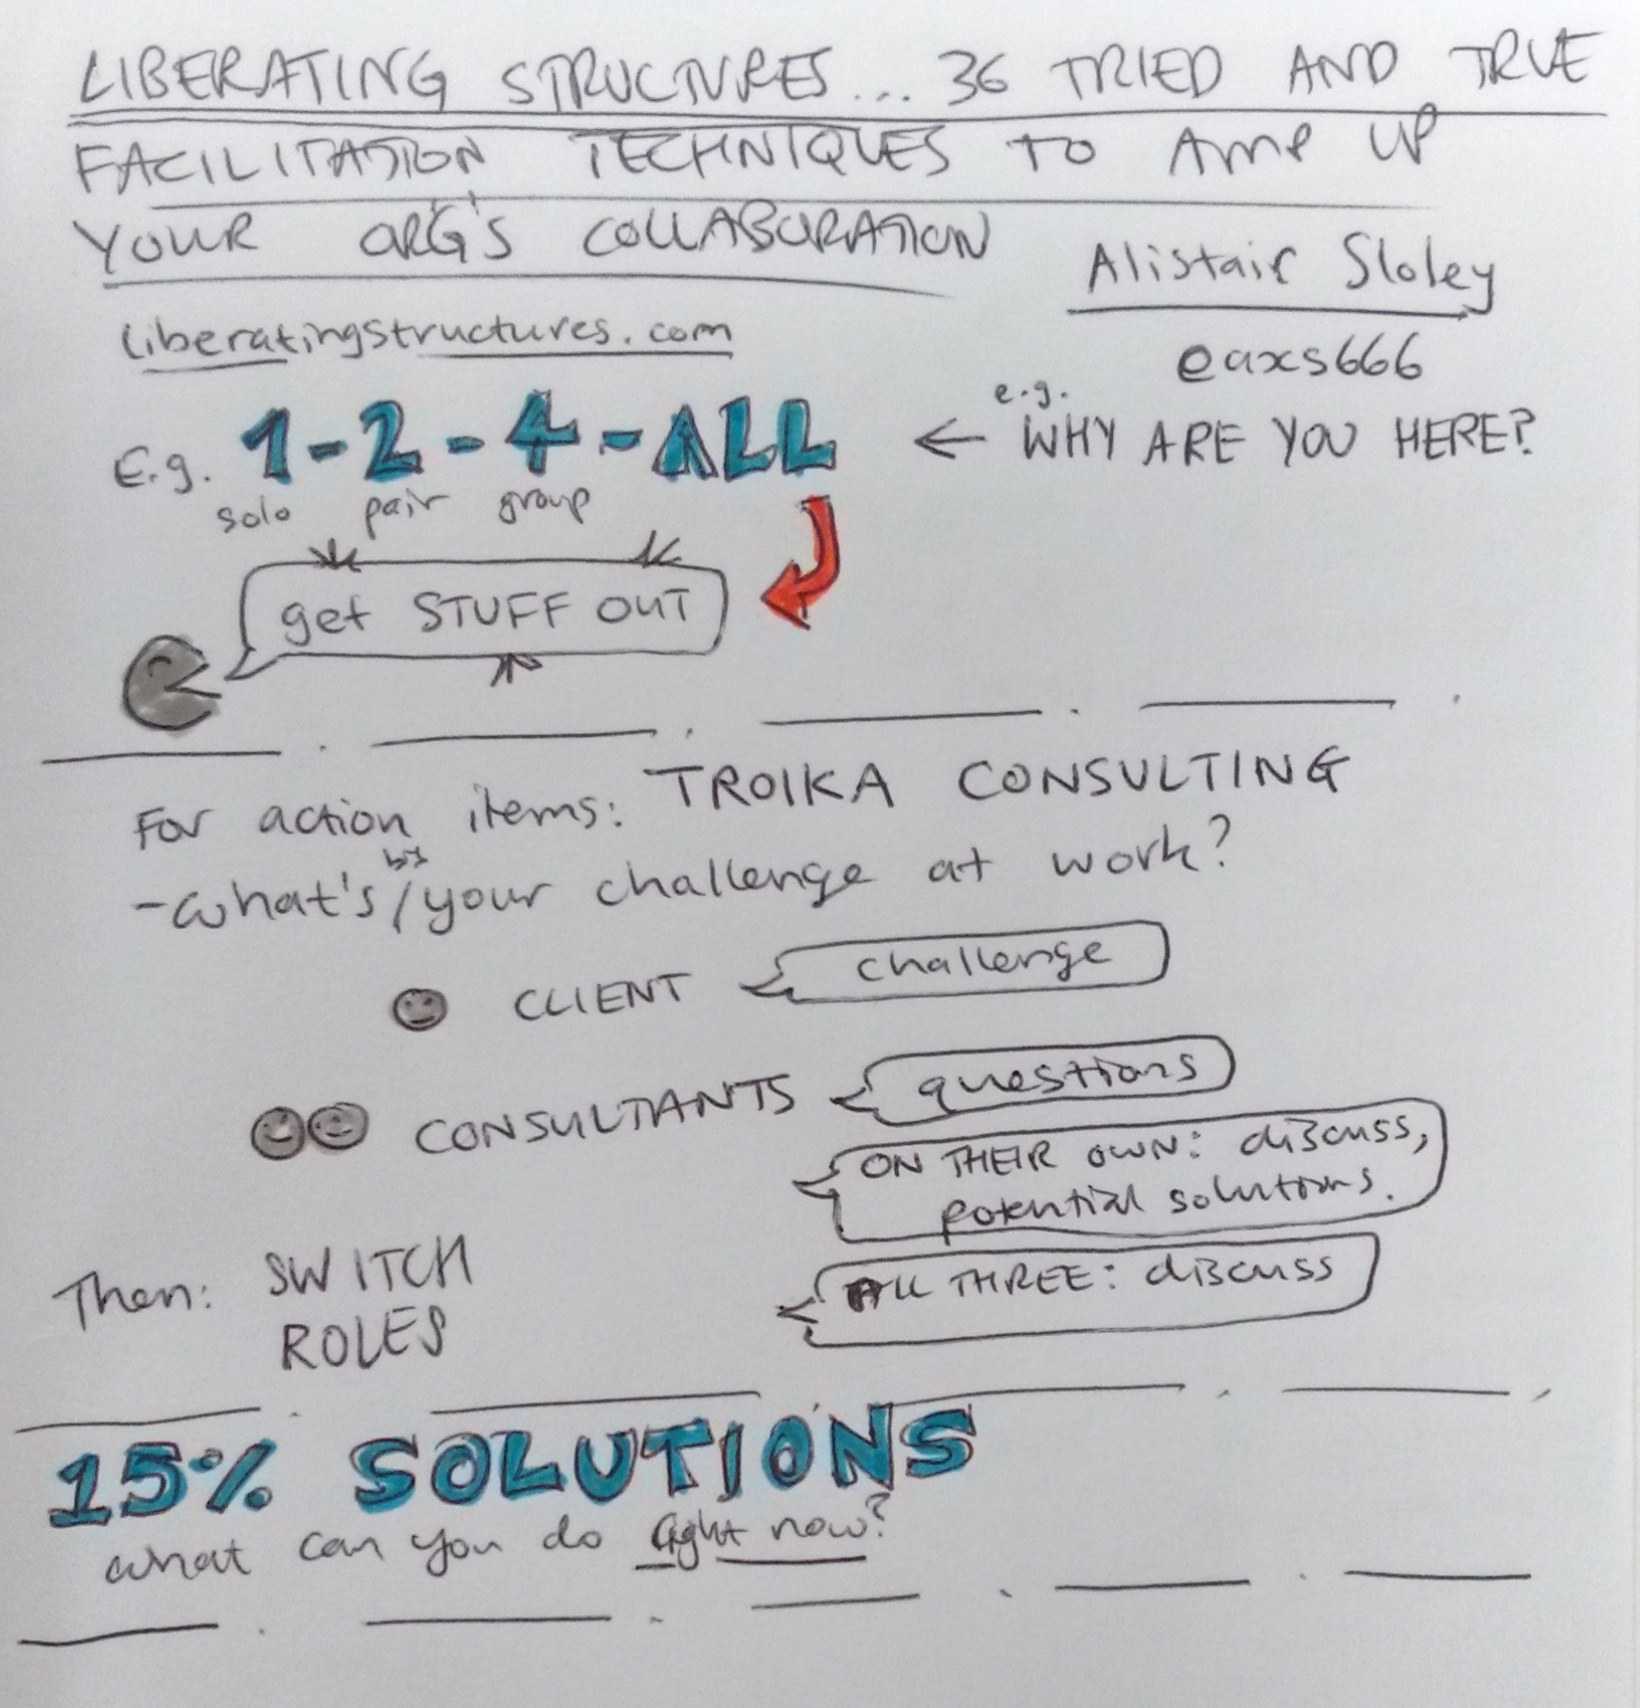 LIBERATING STRUCTURES... 36 TRIED AND TRUE
FACILITATION TECHNIQUES TO AMP UP
YOUR ORG'S COLLABORATION
Alistair Sloley
@axs666
liberatingstructures.com
E.g. 1-2-4-ALL ← e.g. WHY ARE YOU HERE?
solo pair group
get STUFF OUT
For action items: TROIKA CONSULTING
- What's / your challenge at work?
CLIENT challenge
CONSULTANTS questions
ON THEIR OWN: discuss,
potential solutions.
Then: SWITCH
ROLES
ALL THREE: discuss
15% SOLUTIONS
what can you do right now?